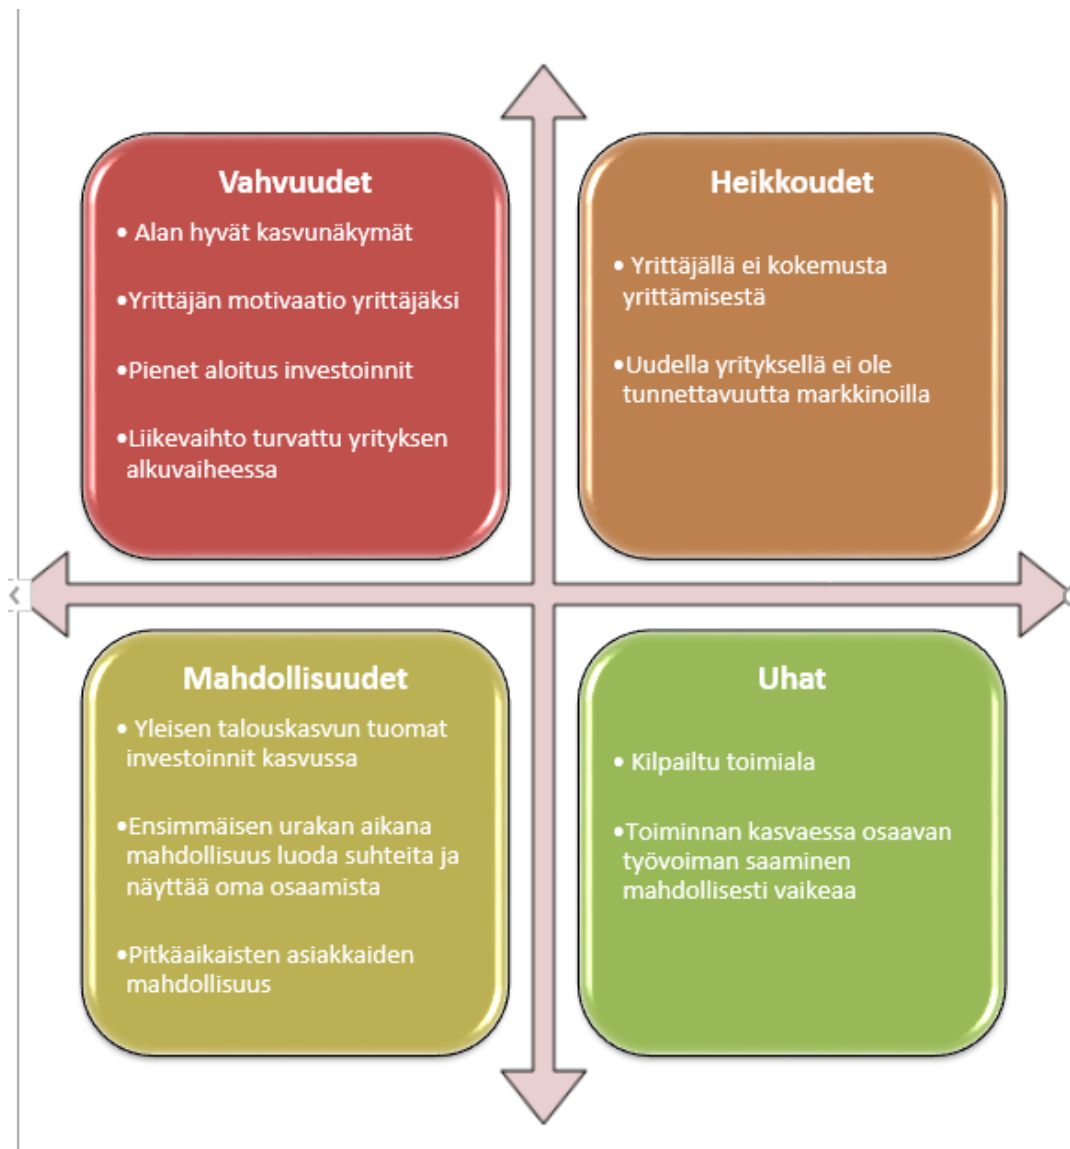 Vahvuudet
• Alan hyvät kasvunäkymät
•Yrittäjän motivaatio yrittäjäksi
•Pienet aloitus investoinnit
•Liikevaihto turvattu yrityksen
alkuvaiheessa
Heikkoudet
• Yrittäjällä ei kokemusta
yrittämisestä
•Uudella yrityksellä ei ole
tunnettavuutta markkinoilla
Mahdollisuudet
• Yleisen talouskasvun tuomat
investoinnit kasvussa
•Ensimmäisen urakan aikana
mahdollisuus luoda suhteita ja
näyttää oma osaamista
•Pitkäaikaisten asiakkaiden
mahdollisuus
Uhat
• Kilpailtu toimiala
•Toiminnan kasvaessa osaavan
työvoiman saaminen
mahdollisesti vaikeaa